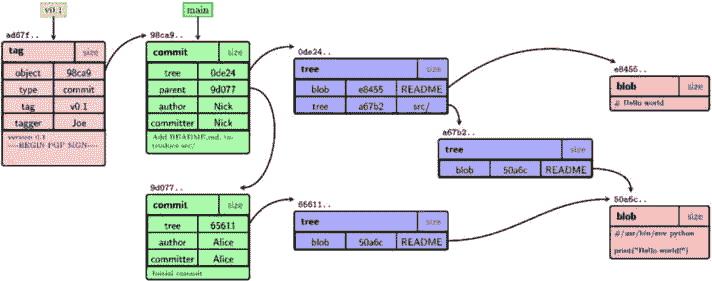 v0.1
main
ad67f..
tag size
object 98ca9
type commit
tag v0.1
tagger Joe
version 0.1
-----BEGIN PGP SIGN-----
98ca9..
commit size
tree 0de24
parent 9d077
author Nick
committer Nick
Add README.md, in-
troduce src/
0de24..
tree size
blob e8455 README
tree a67b2 src/
e8455..
blob size
# Hello world
a67b2..
tree size
blob 50a6c README
9d077..
commit size
tree 65611
author Alice
committer Alice
Initial commit
65611..
tree size
blob 50a6c README
50a6c..
blob size
#!/usr/bin/env python
print("Hello world!")